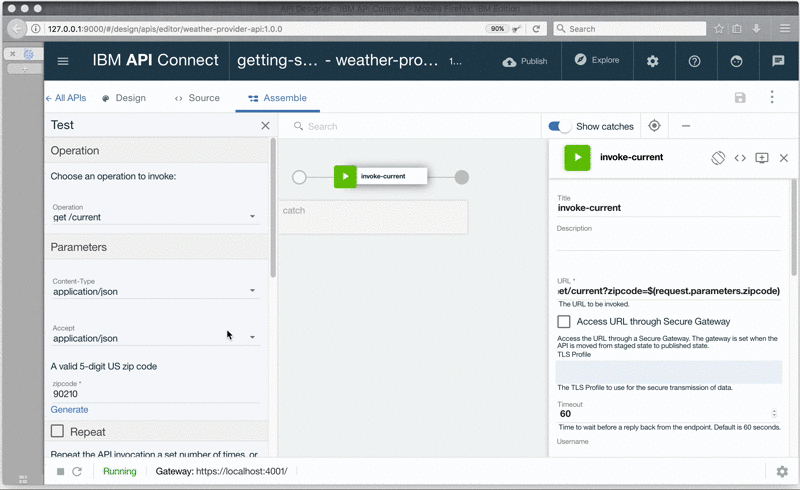 API Designer - IBM API Connect - Mozilla Firefox: IBM Edition
127.0.0.1:9000/#/design/apis/editor/weather-provider-api:1.0.0
90%
Search
IBM API Connect
getting-s... - weather-pro... 1...
Publish
Explore
All APIs
Design
Source
Assemble
Test
Search
Show catches
Operation
Choose an operation to invoke:
Operation
get /current
Parameters
Content-Type
application/json
Accept
application/json
A valid 5-digit US zip code
zipcode *
90210
Generate
Repeat
Repeat the API invocation a set number of times, or
invoke-current
catch
invoke-current
Title
invoke-current
Description
URL *
et/current?zipcode=$(request.parameters.zipcode)
The URL to be invoked.
Access URL through Secure Gateway
Access the URL through a Secure Gateway. The gateway is set when the
API is moved from staged state to published state.
TLS Profile
The TLS Profile to use for the secure transmission of data.
Timeout
60
Time to wait before a reply back from the endpoint. Default is 60 seconds.
Username
Running
Gateway: https://localhost:4001/